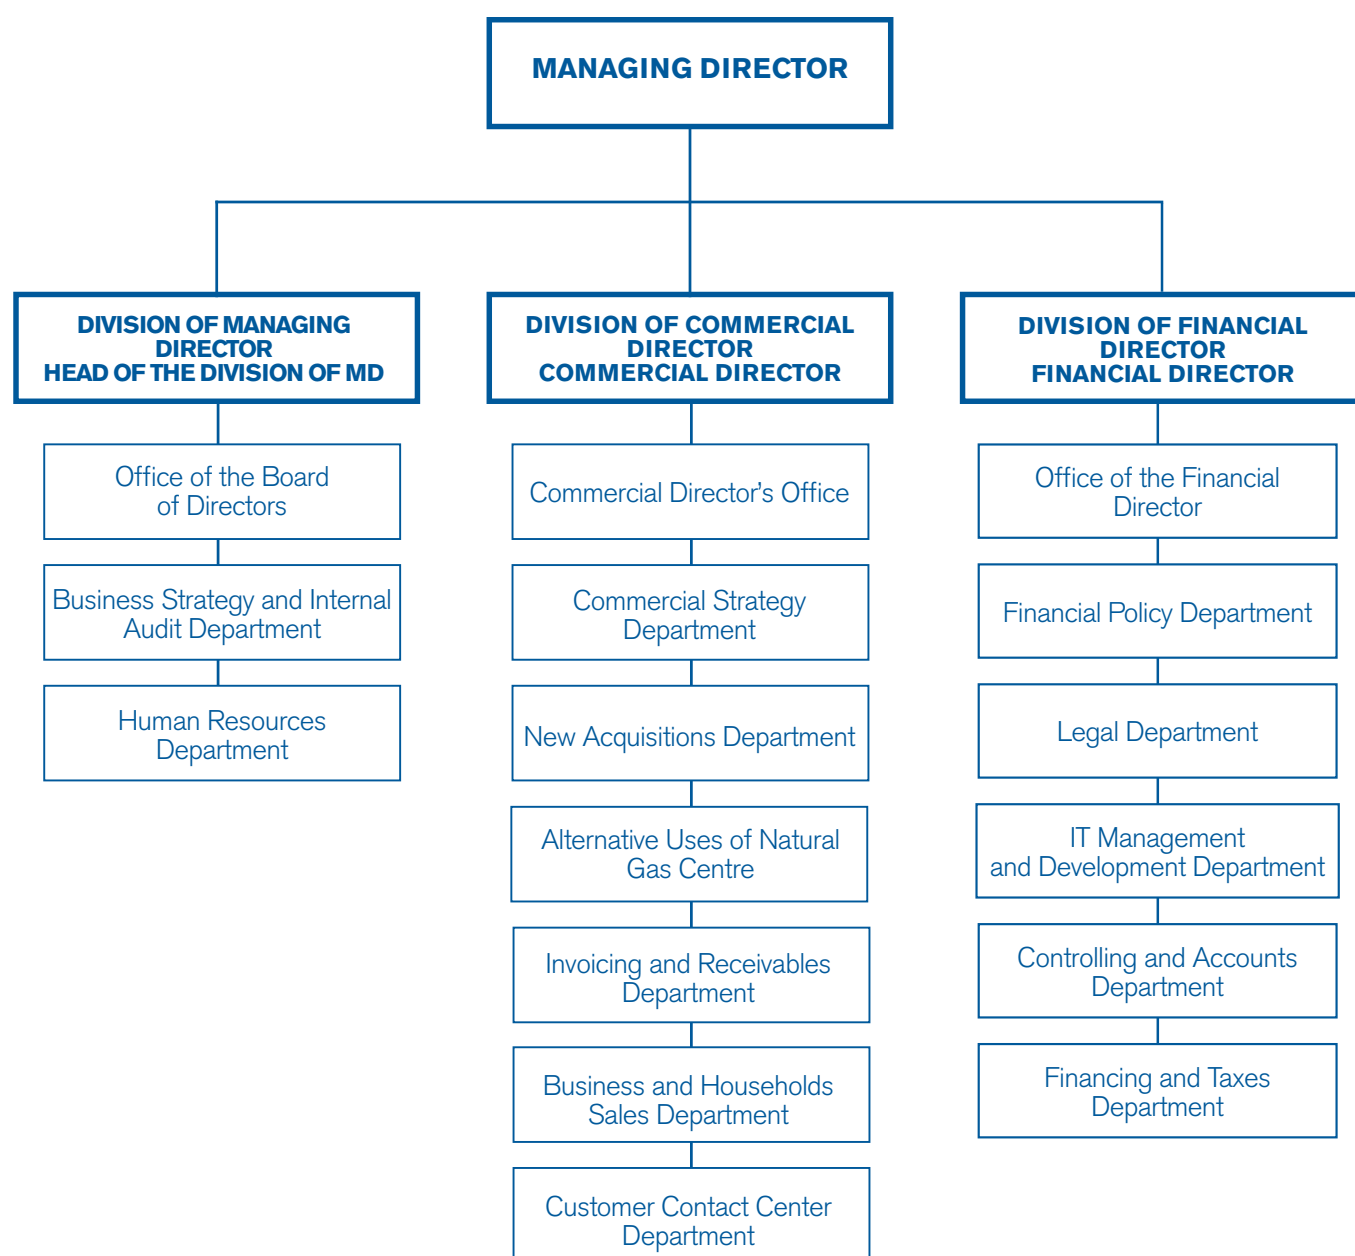 MANAGING DIRECTOR
DIVISION OF MANAGING
DIRECTOR
HEAD OF THE DIVISION OF MD
Office of the Board
of Directors
Business Strategy and Internal
Audit Department
Human Resources
Department
DIVISION OF COMMERCIAL
DIRECTOR
COMMERCIAL DIRECTOR
Commercial Director’s Office
Commercial Strategy
Department
New Acquisitions Department
Alternative Uses of Natural
Gas Centre
Invoicing and Receivables
Department
Business and Households
Sales Department
Customer Contact Center
Department
DIVISION OF FINANCIAL
DIRECTOR
FINANCIAL DIRECTOR
Office of the Financial
Director
Financial Policy Department
Legal Department
IT Management
and Development Department
Controlling and Accounts
Department
Financing and Taxes
Department